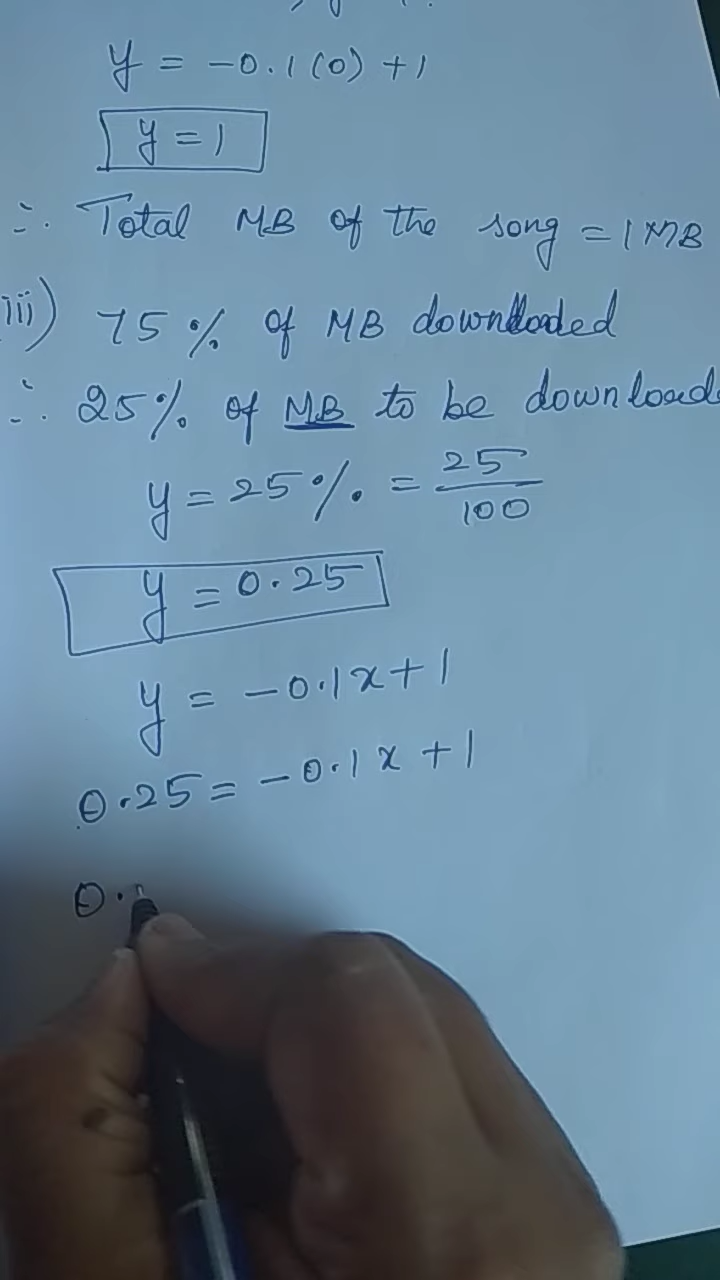 y = -0.1(0) +1
y = 1
∴ Total MB of the song = 1 MB
iii) 75% of MB downloaded
∴ 25% of MB to be download
y = 25% = 25/100
y = 0.25
y = -0.1x+1
0.25 = -0.1x +1
0.